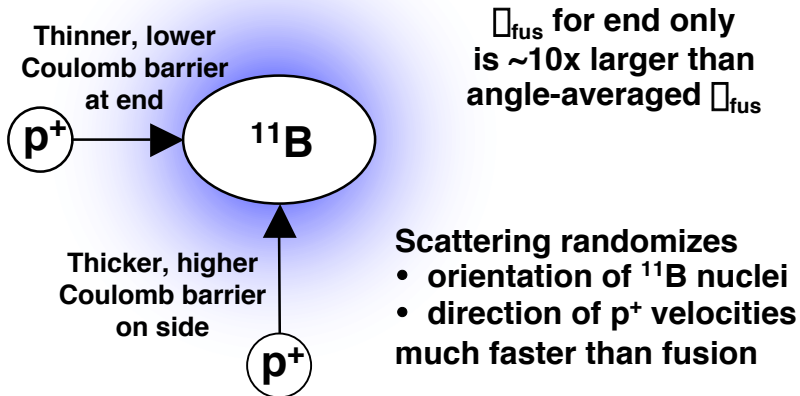 Thinner, lower
Coulomb barrier
at end
p⁺
¹¹B
▯fus for end only
is ~10x larger than
angle-averaged ▯fus
Thicker, higher
Coulomb barrier
on side
p⁺
Scattering randomizes
• orientation of ¹¹B nuclei
• direction of p⁺ velocities
much faster than fusion